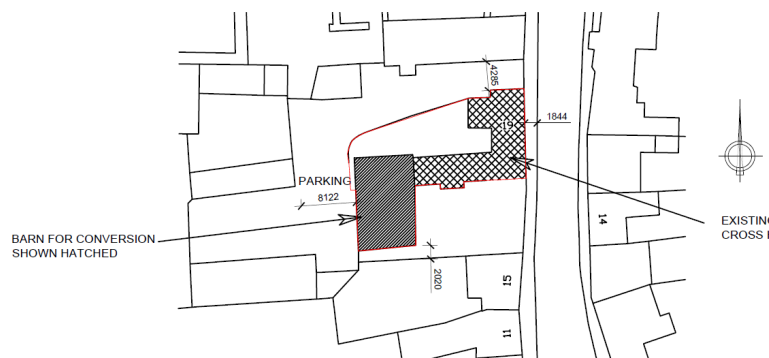 4285
19
1844
PARKING
8122
BARN FOR CONVERSION
SHOWN HATCHED
14
EXISTING
CROSS
2020
15
11